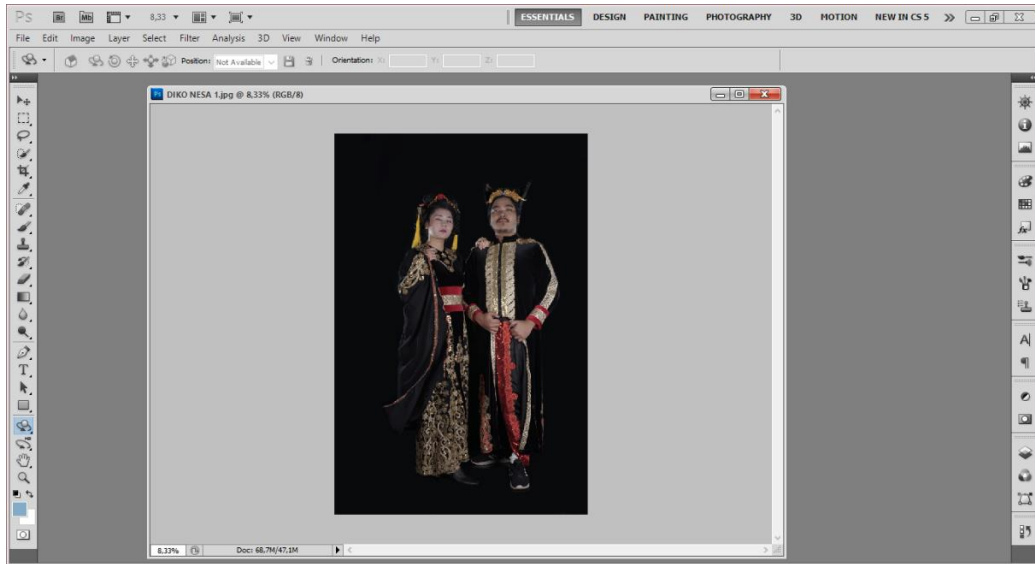 Ps Br Mb 8,33 ESSENTIALS DESIGN PAINTING PHOTOGRAPHY 3D MOTION NEW IN CS 5
File Edit Image Layer Select Filter Analysis 3D View Window Help
Position: Not Available Orientation: X: Y: Z:
Ps DIKO NESA 1.jpg @ 8,33% (RGB/8)
8,33% Doc: 68,7M/47,1M